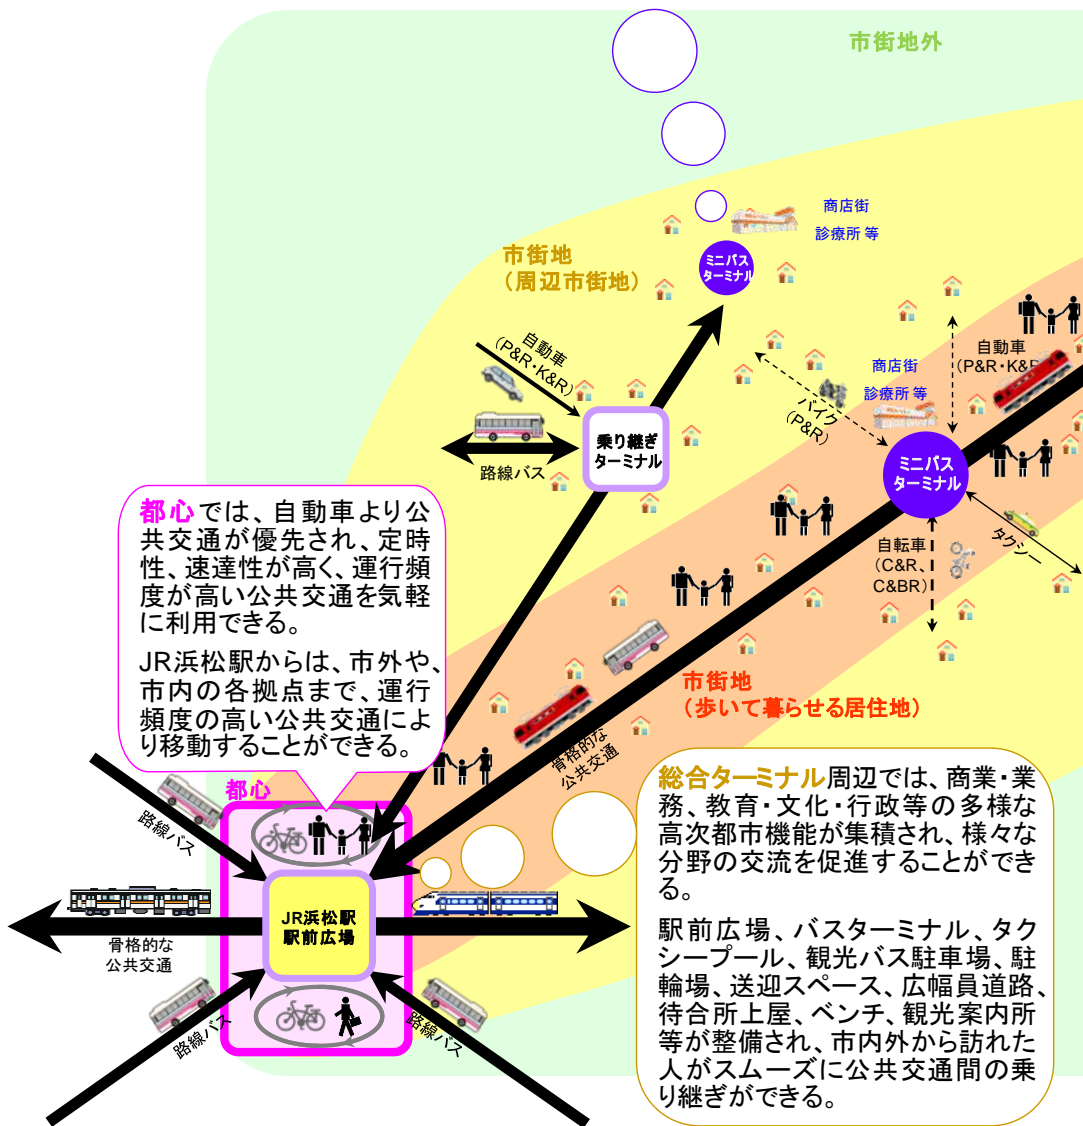 市街地外
商店街
診療所 等
市街地
(周辺市街地)
ミニバス
ターミナル
自動車
(P&R・K&R)
商店街
診療所 等
自動車
(P&R・K&R
バイク
(P&R)
乗り継ぎ
ターミナル
路線バス
ミニバス
ターミナル
タクシー
自転車
(C&R、
C&BR)
都心では、自動車より公
共交通が優先され、定時
性、速達性が高く、運行頻
度が高い公共交通を気軽
に利用できる。
JR浜松駅からは、市外や、
市内の各拠点まで、運行
頻度の高い公共交通によ
り移動することができる。
市街地
(歩いて暮らせる居住地)
骨格的な
公共交通
都心
路線バス
JR浜松駅
駅前広場
骨格的な
公共交通
路線バス
路線バス
総合ターミナル周辺では、商業・業
務、教育・文化・行政等の多様な
高次都市機能が集積され、様々な
分野の交流を促進することができ
る。
駅前広場、バスターミナル、タク
シープール、観光バス駐車場、駐
輪場、送迎スペース、広幅員道路、
待合所上屋、ベンチ、観光案内所
等が整備され、市内外から訪れた
人がスムーズに公共交通間の乗
り継ぎができる。